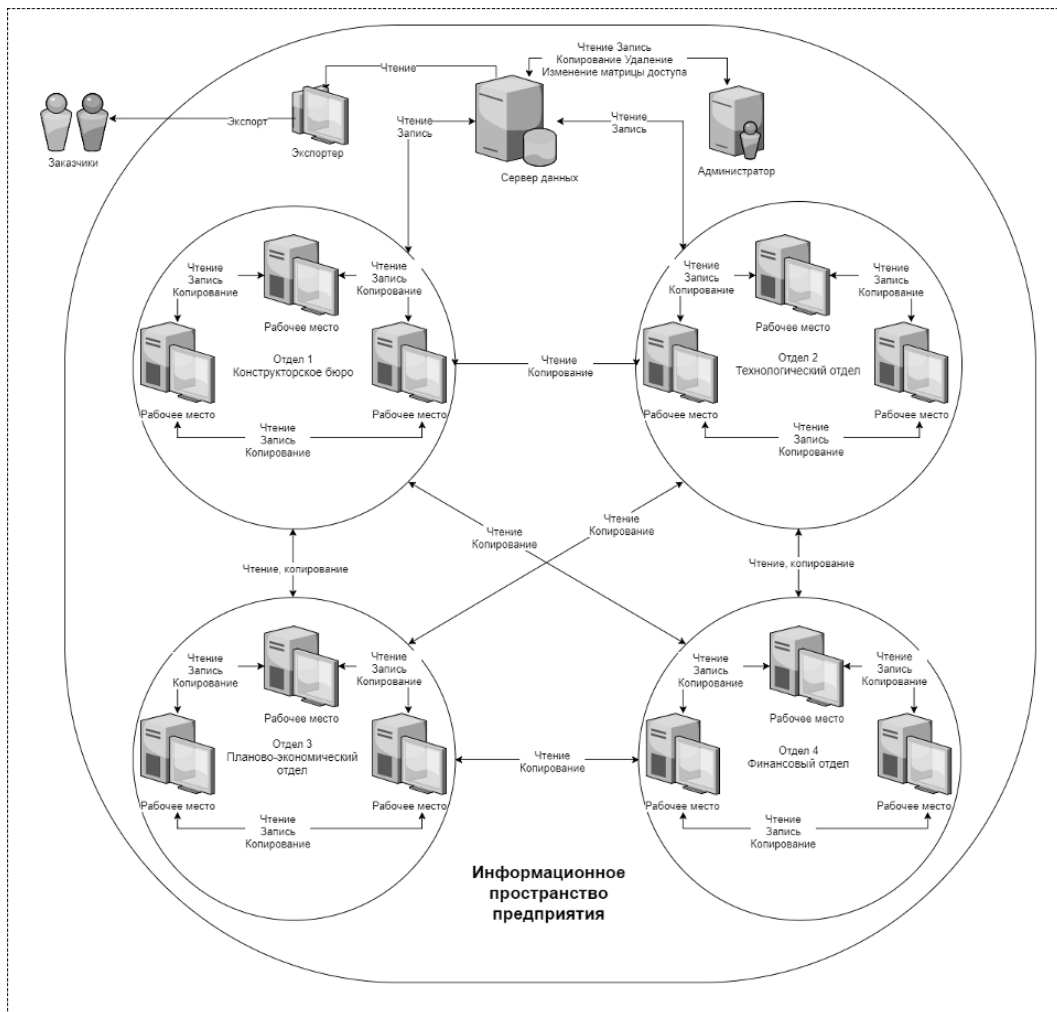 Чтение Запись
Копирование Удаление
Изменение матрицы доступа
Чтение
Экспорт
Чтение
Запись
Чтение
Запись
Экспортер
Заказчики
Сервер данных
Администратор
Чтение
Запись
Копирование
Чтение
Запись
Копирование
Рабочее место
Отдел 1
Конструкторское бюро
Рабочее место
Рабочее место
Чтение
Запись
Копирование
Чтение
Копирование
Чтение
Запись
Копирование
Чтение
Запись
Копирование
Рабочее место
Отдел 2
Технологический отдел
Рабочее место
Рабочее место
Чтение
Запись
Копирование
Чтение
Копирование
Чтение
Копирование
Чтение, копирование
Чтение, копирование
Чтение
Запись
Копирование
Чтение
Запись
Копирование
Рабочее место
Отдел 3
Планово-экономический
отдел
Рабочее место
Рабочее место
Чтение
Запись
Копирование
Чтение
Копирование
Чтение
Запись
Копирование
Чтение
Запись
Копирование
Рабочее место
Отдел 4
Финансовый отдел
Рабочее место
Рабочее место
Чтение
Запись
Копирование
Информационное
пространство
предприятия